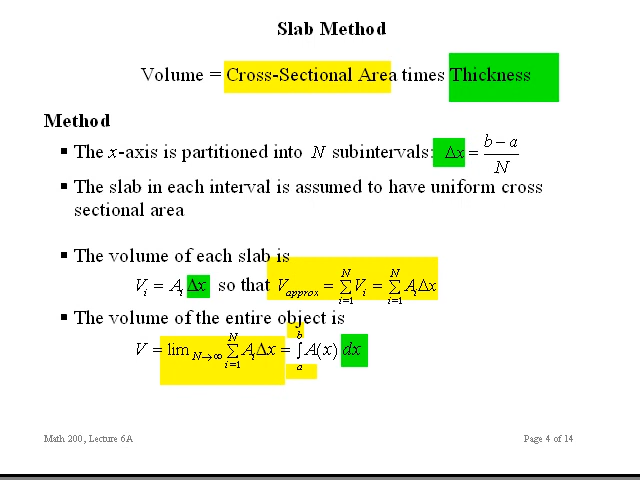 Slab Method
Volume = Cross-Sectional Area times Thickness
Method
▪ The x-axis is partitioned into N subintervals: Δx = (b − a)/N
▪ The slab in each interval is assumed to have uniform cross
sectional area
▪ The volume of each slab is
V_i = A_i Δx so that V_approx = ∑_{i=1}^{N} V_i = ∑_{i=1}^{N} A_i Δx
▪ The volume of the entire object is
V = lim_{N→∞} ∑_{i=1}^{N} A_i Δx = ∫_a^b A(x) dx
Math 200, Lecture 6A Page 4 of 14